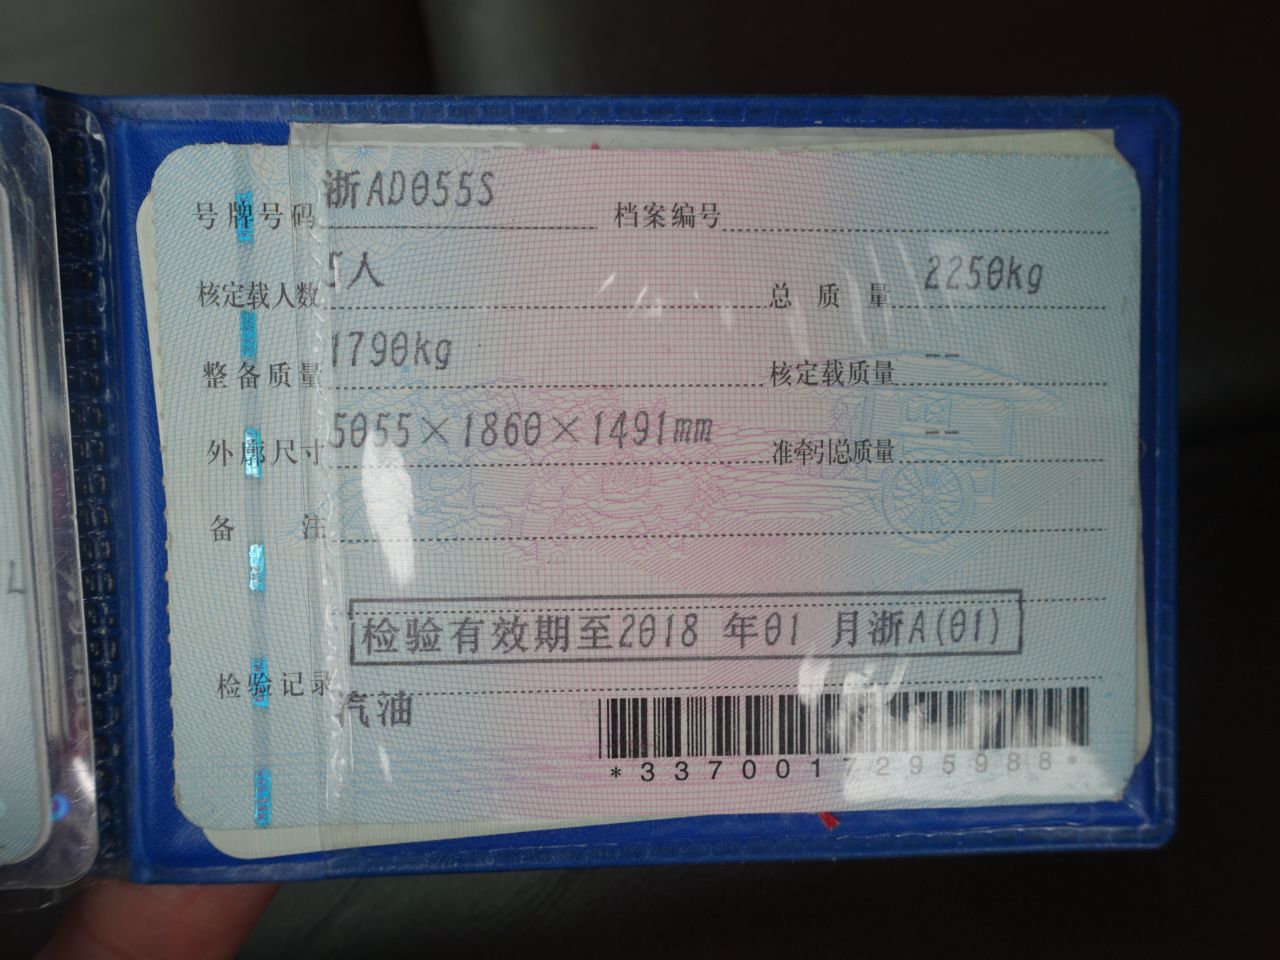 号牌号码 浙AD055S 档案编号
核定载人数 5人 总质量 2250kg
整备质量 1790kg 核定载质量 --
外廓尺寸 5055×1860×1491mm 准牵引总质量 --
备注
检验有效期至2018 年01 月浙A(01)
检验记录
汽油
*3370017295988*